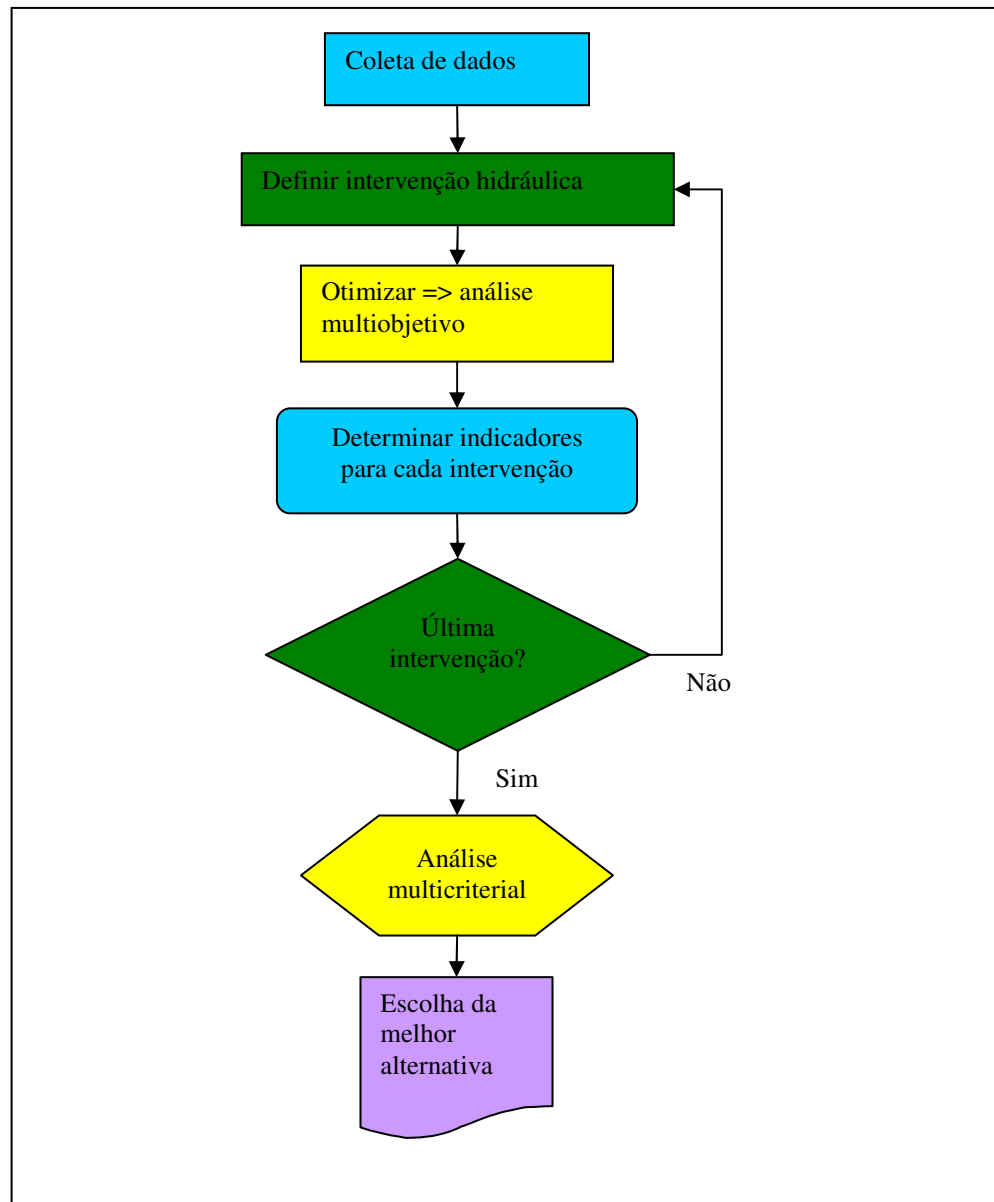 Coleta de dados
Definir intervenção hidráulica
Otimizar => análise
multiobjetivo
Determinar indicadores
para cada intervenção
Última
intervenção?
Não
Sim
Análise
multicriterial
Escolha da
melhor
alternativa